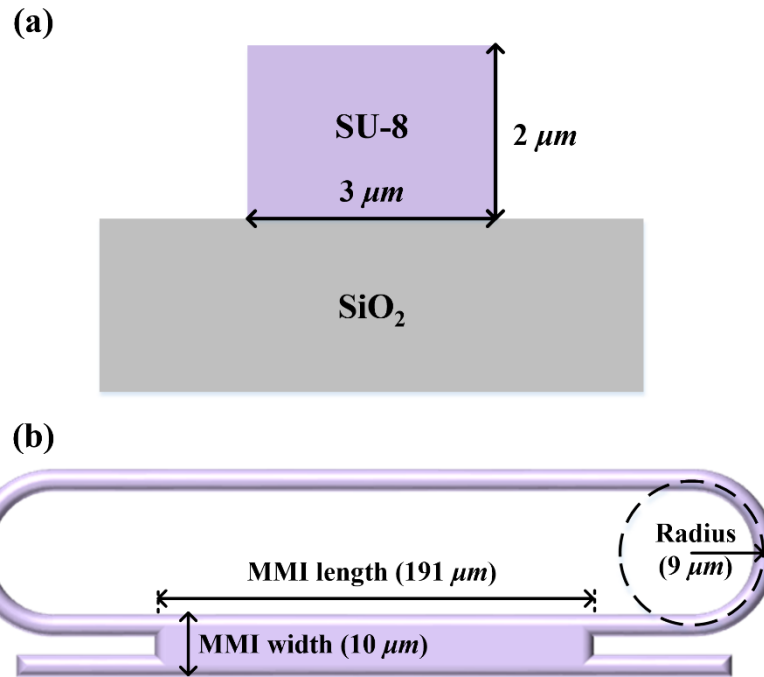 (a)
SU-8
2 μm
3 μm
SiO₂
(b)
Radius
(9 μm)
MMI length (191 μm)
MMI width (10 μm)